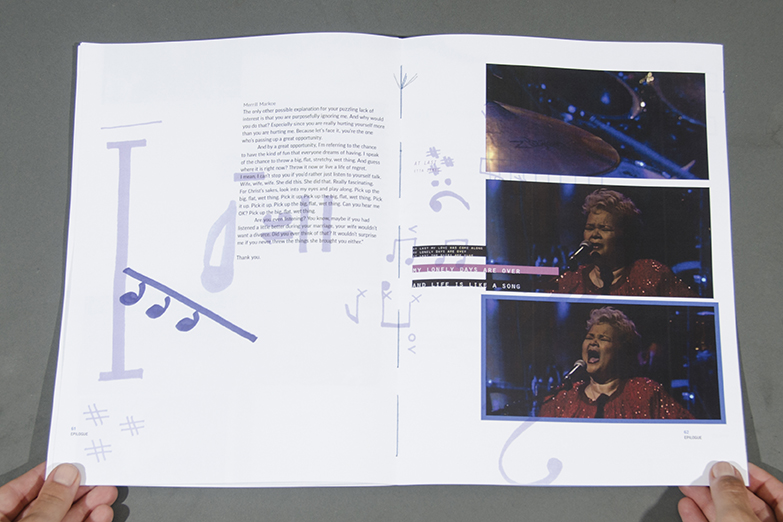 Merrill Markoe
The only other possible explanation for your puzzling lack of
interest is that you are purposefully ignoring me. And why would
you do that? Especially since you are really hurting yourself more
than you are hurting me. Because let's face it, you're the one
who's passing up a great opportunity.
And by a great opportunity, I'm referring to the chance
to have the kind of fun that everyone dreams of having. I speak
of the chance to throw a big, flat, stretchy, wet thing. And guess
where it is right now? Throw it now or live a life of regret.
I mean, I can't stop you if you'd rather just listen to yourself talk.
Wife, wife, wife. She did this. She did that. Really fascinating.
For Christ's sakes, look into my eyes and play along. Pick up the
big, flat, wet thing. Pick it up. Pick up the big, flat, wet thing. Pick
it up. Pick it up. Pick up the big, flat, wet thing. Can you hear me
OK? Pick up the big, flat, wet thing.
Are you even listening? You know, maybe if you had
listened a little better during your marriage, your wife wouldn't
want a divorce. Did you ever think of that? It wouldn't surprise
me if you never threw the things she brought you either."
Thank you.
EPILOGUE
AT LAST
MY LONELY DAYS ARE OVER
MY LONELY DAYS ARE OVER
AND LIFE IS LIKE A SONG
EPILOGUE